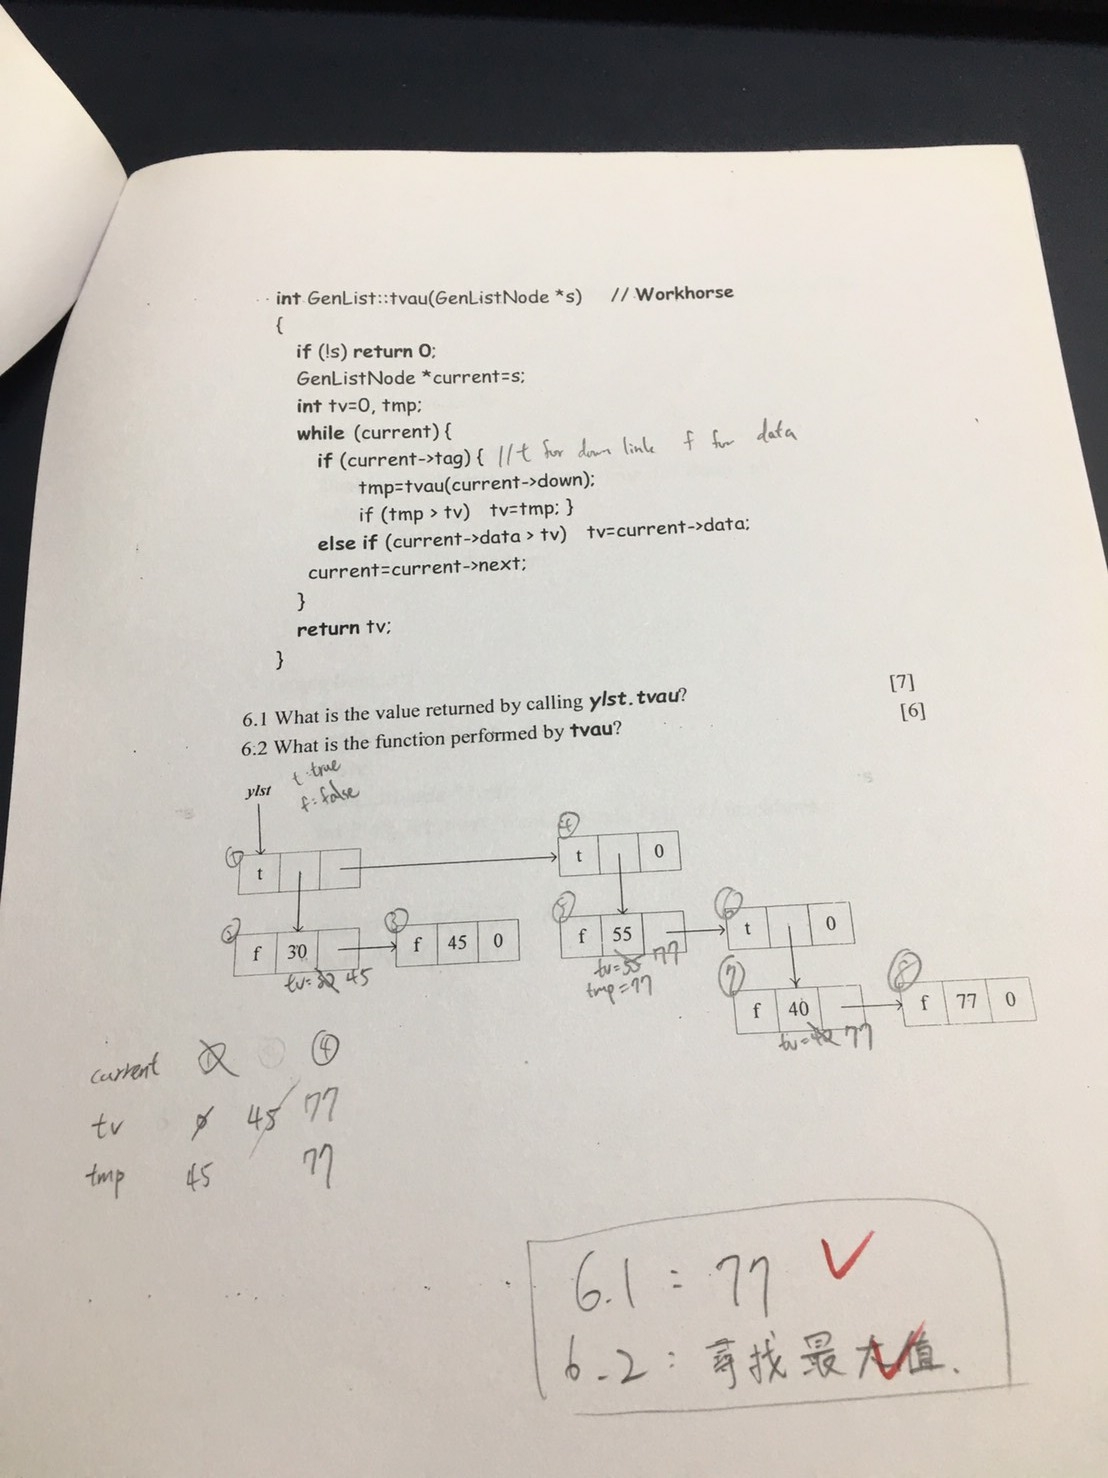 int GenList::tvau(GenListNode *s) // Workhorse
{
if (!s) return 0;
GenListNode *current=s;
int tv=0, tmp;
while (current) {
if (current->tag) { //t for down link f for data
tmp=tvau(current->down);
if (tmp > tv) tv=tmp; }
else if (current->data > tv) tv=current->data;
current=current->next;
}
return tv;
}
6.1 What is the value returned by calling ylst.tvau? [7]
6.2 What is the function performed by tvau? [6]
t:true
ylst f=false
① t ④ t 0
② f 30 ③ f 45 0 ⑤ f 55 ⑥ t 0
tv=30 45 tv=55 77
tmp=77
⑦ f 40 ⑧ f 77 0
tv=40 77
current ① ④
tv 0 45 77
tmp 45 77
6.1 : 77
6.2 : 尋找最大值.